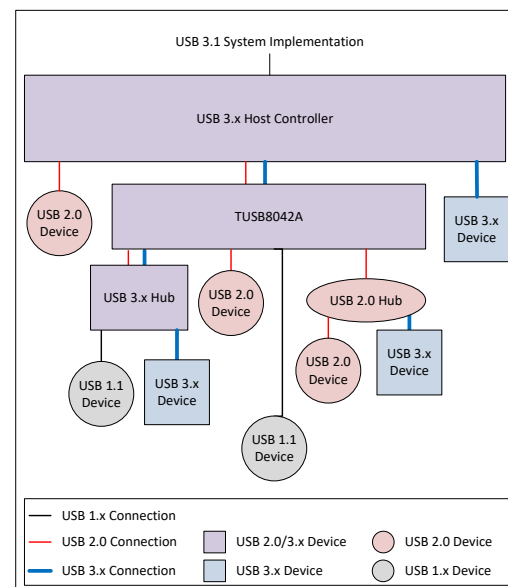 USB 3.1 System Implementation
USB 3.x Host Controller
USB 2.0
Device
TUSB8042A
USB 3.x
Device
USB 3.x Hub
USB 2.0
Device
USB 2.0 Hub
USB 1.1
Device
USB 3.x
Device
USB 2.0
Device
USB 3.x
Device
USB 1.1
Device
USB 1.x Connection
USB 2.0 Connection
USB 2.0/3.x Device
USB 2.0 Device
USB 3.x Connection
USB 3.x Device
USB 1.x Device